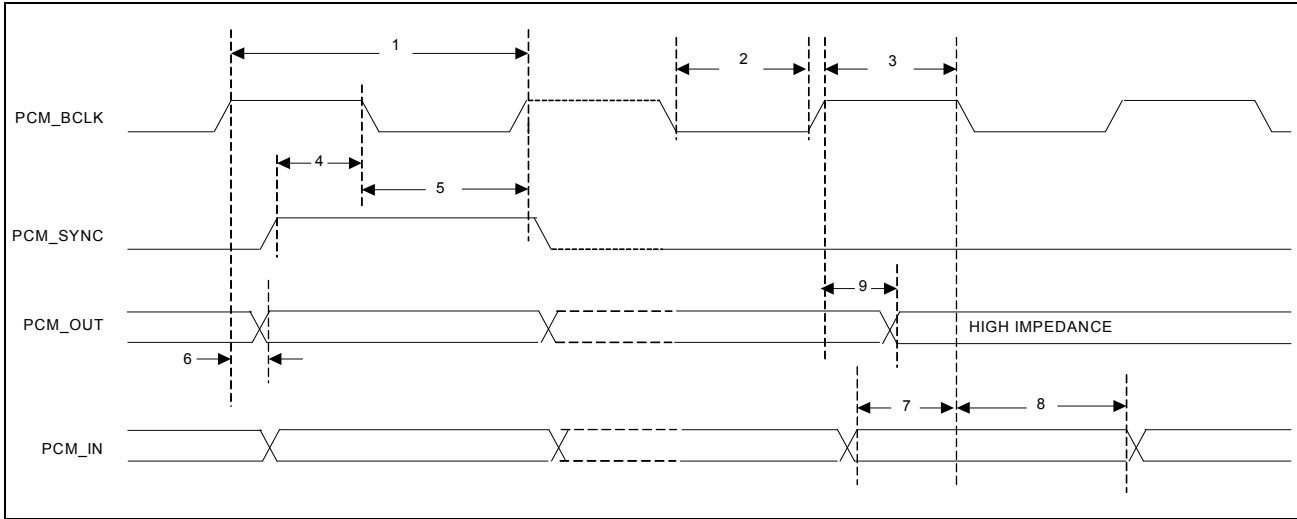 1
2
3
PCM_BCLK
4
5
PCM_SYNC
9
PCM_OUT
HIGH IMPEDANCE
6
7
8
PCM_IN